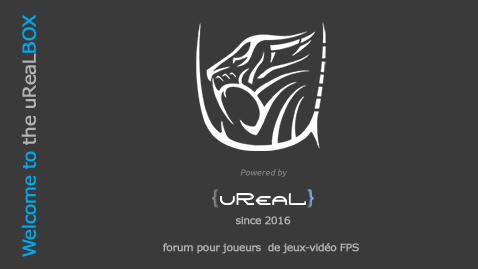 Welcome to the uReaLBOX
Powered by
{uReaL}
since 2016
forum pour joueurs de jeux-vidéo FPS